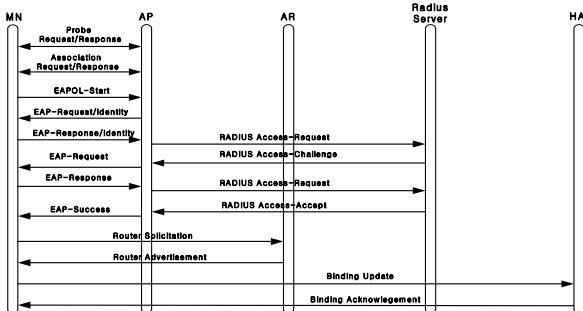 MN
AP
AR
Radius
Server
HA
Probe
Request/Response
Association
Request/Response
EAPOL-Start
EAP-Request/Identity
EAP-Response/Identity
RADIUS Access-Request
RADIUS Access-Challenge
EAP-Request
EAP-Response
RADIUS Access-Request
RADIUS Access-Accept
EAP-Success
Router Solicitation
Router Advertisement
Binding Update
Binding Acknowlegement